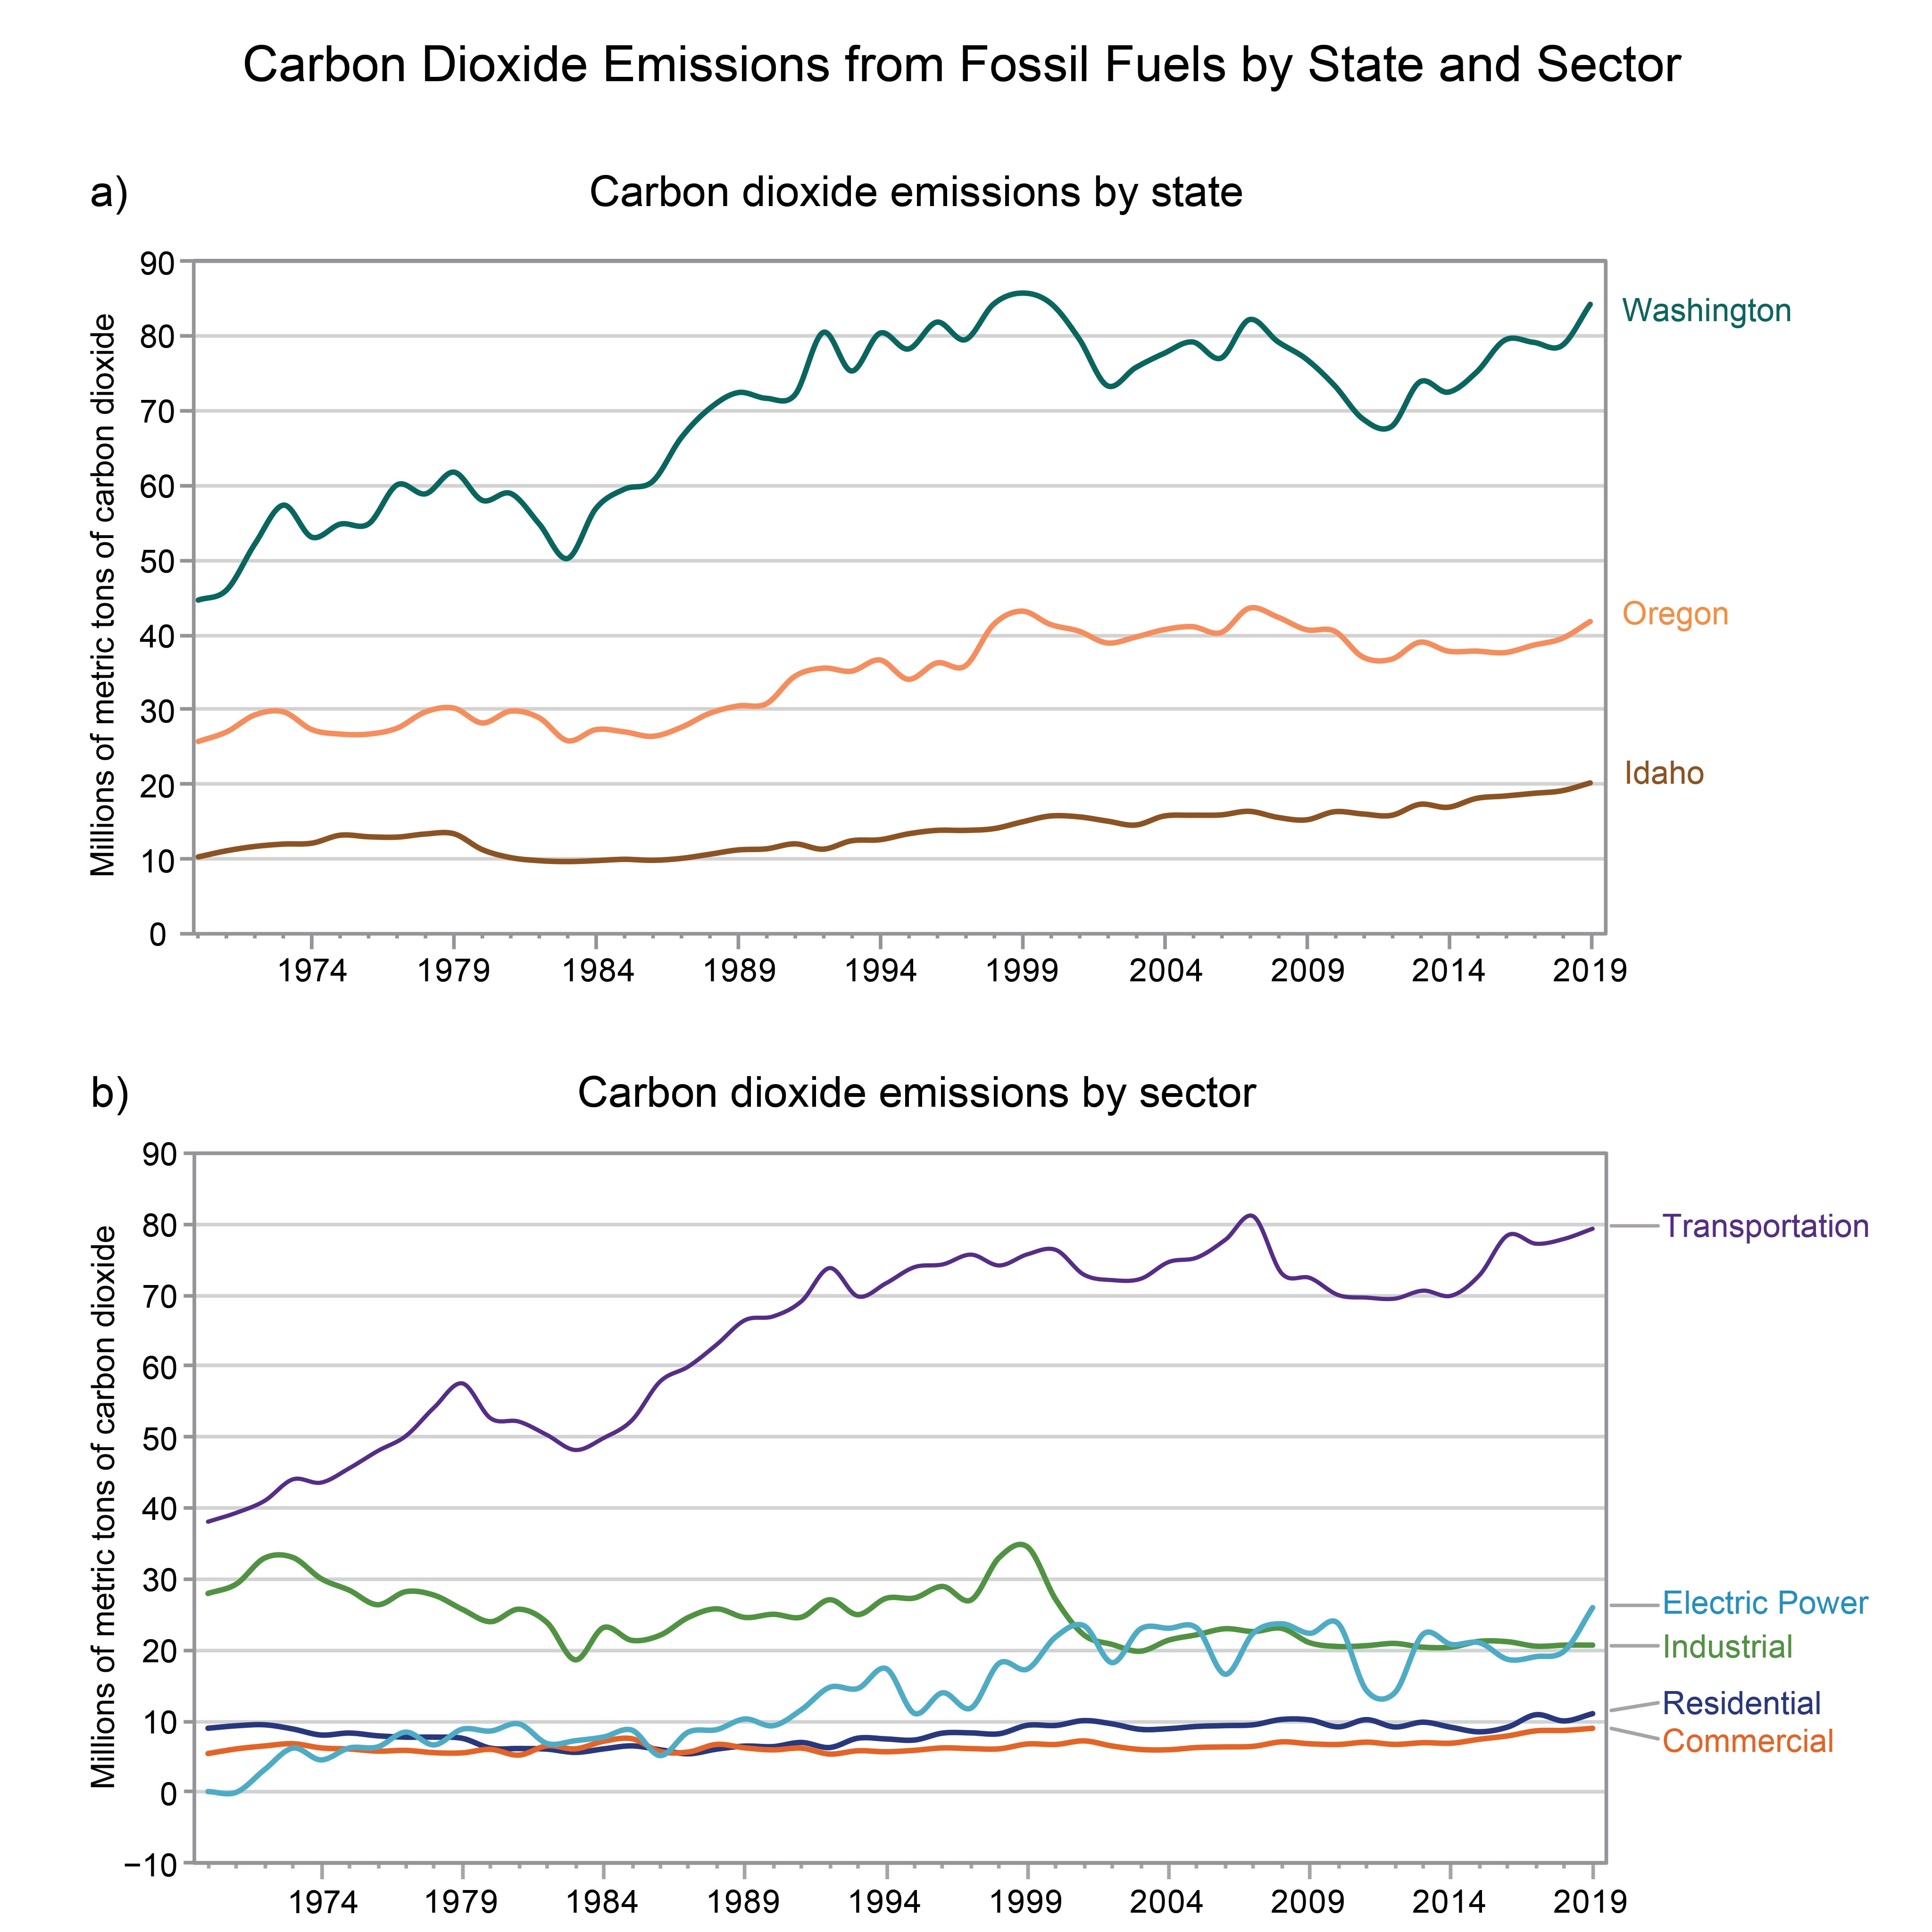 Carbon Dioxide Emissions from Fossil Fuels by State and Sector
a)
Carbon dioxide emissions by state
Millions of metric tons of carbon dioxide
90
80
70
60
50
40
30
20
10
0
Washington
Oregon
Idaho
1974 1979 1984 1989 1994 1999 2004 2009 2014 2019
b)
Carbon dioxide emissions by sector
Millions of metric tons of carbon dioxide
90
80
70
60
50
40
30
20
10
0
−10
Transportation
Electric Power
Industrial
Residential
Commercial
1974 1979 1984 1989 1994 1999 2004 2009 2014 2019